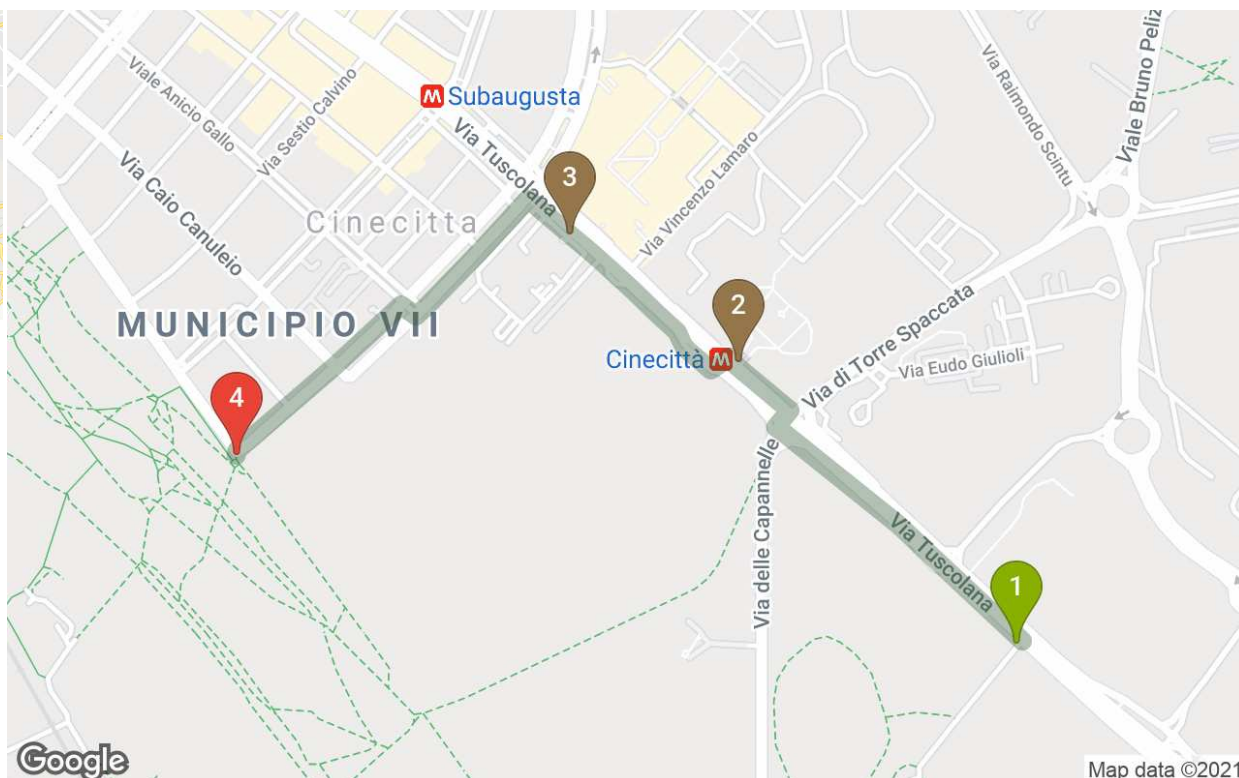 Viale Anicio Gallo
Via Sestio Calvino
M Subaugusta
Via Tuscolana
3
Via Raimondo Scintu
Viale Bruno Peliz
Via Caio Canuleio
Cinecitta
Via Vincenzo Lamaro
MUNICIPIO VII
2
Cinecittà M
Via di Torre Spaccata
Via Eudo Giulioli
4
Via delle Capannelle
Via Tuscolana
1
Google
Map data ©2021